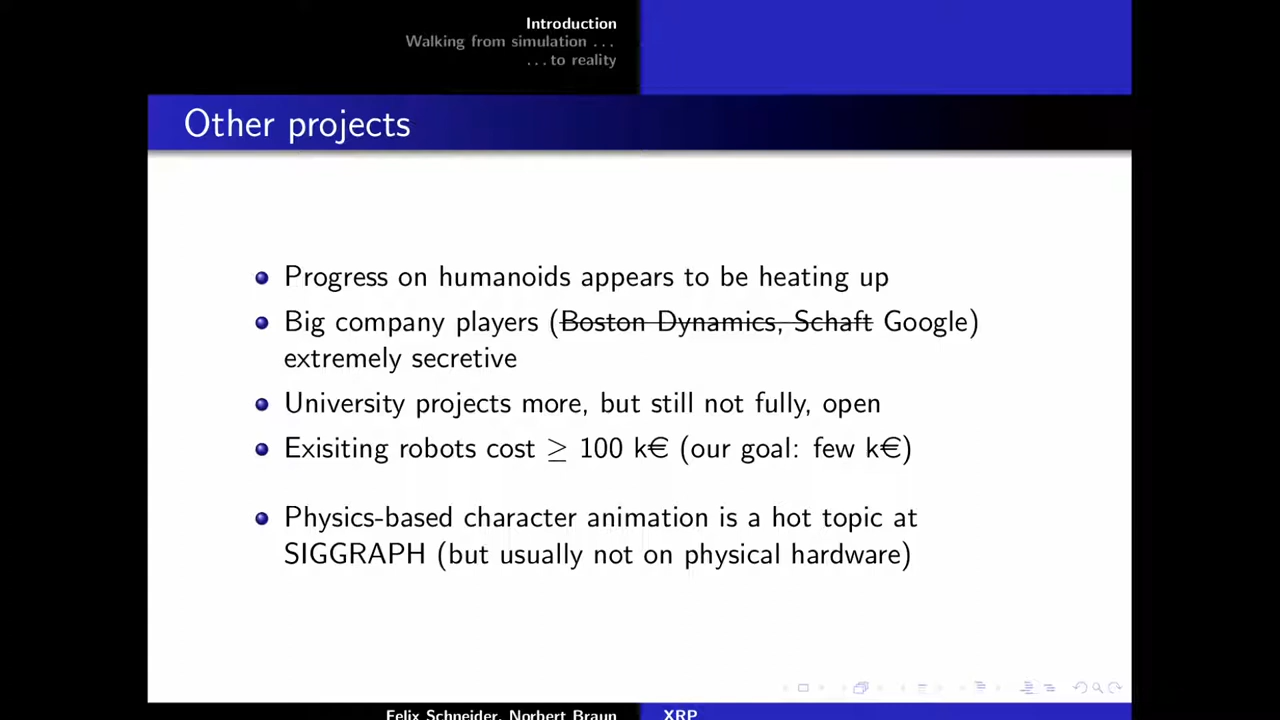 Introduction
Walking from simulation ...
... to reality
Other projects
Progress on humanoids appears to be heating up
Big company players (Boston Dynamics, Schaft Google)
extremely secretive
University projects more, but still not fully, open
Exisiting robots cost ≥ 100 k€ (our goal: few k€)
Physics-based character animation is a hot topic at
SIGGRAPH (but usually not on physical hardware)
Felix Schneider, Norbert Braun XRP